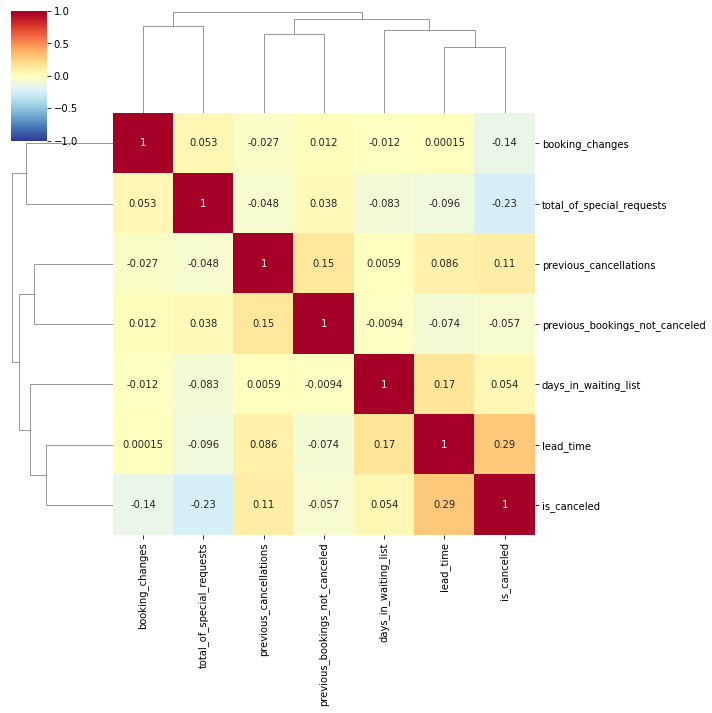 1.0
0.5
0.0
−0.5
−1.0
1 0.053 -0.027 0.012 -0.012 0.00015 -0.14 booking_changes
0.053 1 -0.048 0.038 -0.083 -0.096 -0.23 total_of_special_requests
-0.027 -0.048 1 0.15 0.0059 0.086 0.11 previous_cancellations
0.012 0.038 0.15 1 -0.0094 -0.074 -0.057 previous_bookings_not_canceled
-0.012 -0.083 0.0059 -0.0094 1 0.17 0.054 days_in_waiting_list
0.00015 -0.096 0.086 -0.074 0.17 1 0.29 lead_time
-0.14 -0.23 0.11 -0.057 0.054 0.29 1 is_canceled
booking_changes
total_of_special_requests
previous_cancellations
previous_bookings_not_canceled
days_in_waiting_list
lead_time
is_canceled